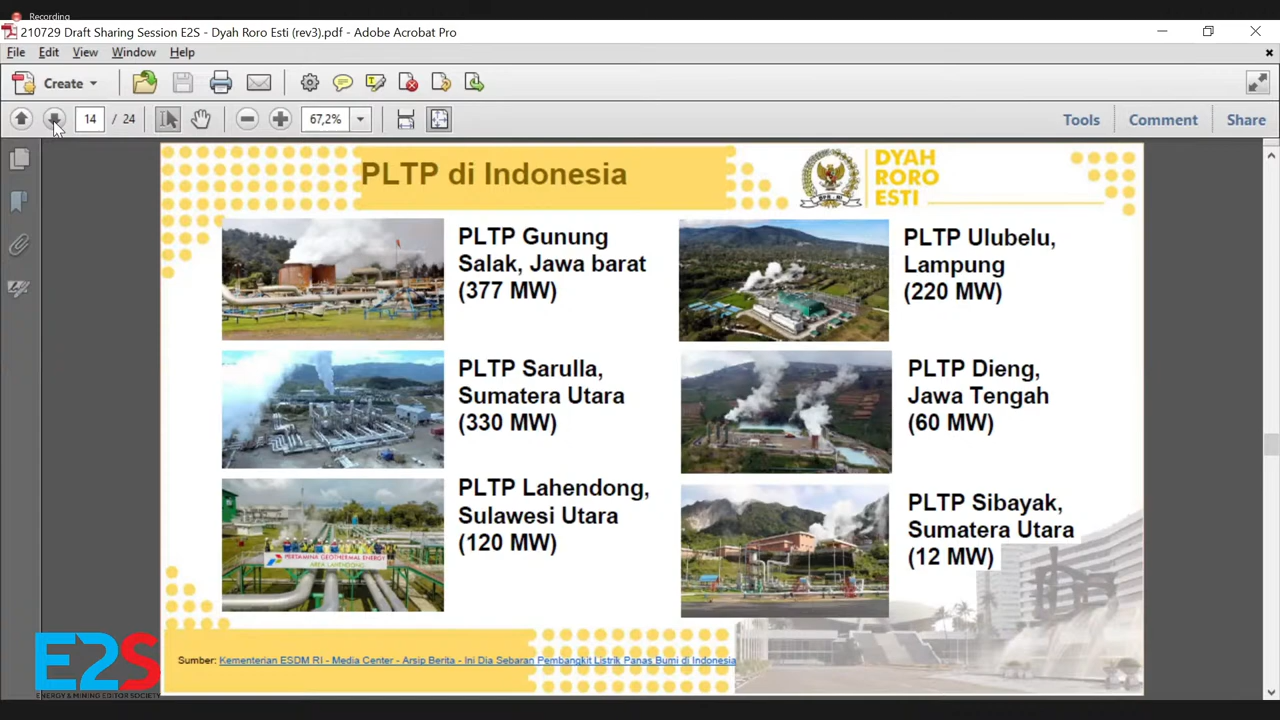 Recording
210729 Draft Sharing Session E2S - Dyah Roro Esti (rev3).pdf - Adobe Acrobat Pro
File Edit View Window Help
Create
14 / 24
67,2%
Tools Comment Share
PLTP di Indonesia
DYAH
RORO
ESTI
PLTP Gunung
Salak, Jawa barat
(377 MW)
PLTP Ulubelu,
Lampung
(220 MW)
PLTP Sarulla,
Sumatera Utara
(330 MW)
PLTP Dieng,
Jawa Tengah
(60 MW)
PLTP Lahendong,
Sulawesi Utara
(120 MW)
PERTAMINA GEOTHERMAL ENERGY
AREA LAHENDONG
PLTP Sibayak,
Sumatera Utara
(12 MW)
Sumber: Kementerian ESDM RI - Media Center - Arsip Berita - Ini Dia Sebaran Pembangkit Listrik Panas Bumi di Indonesia
E2S
ENERGY & MINING EDITOR SOCIETY